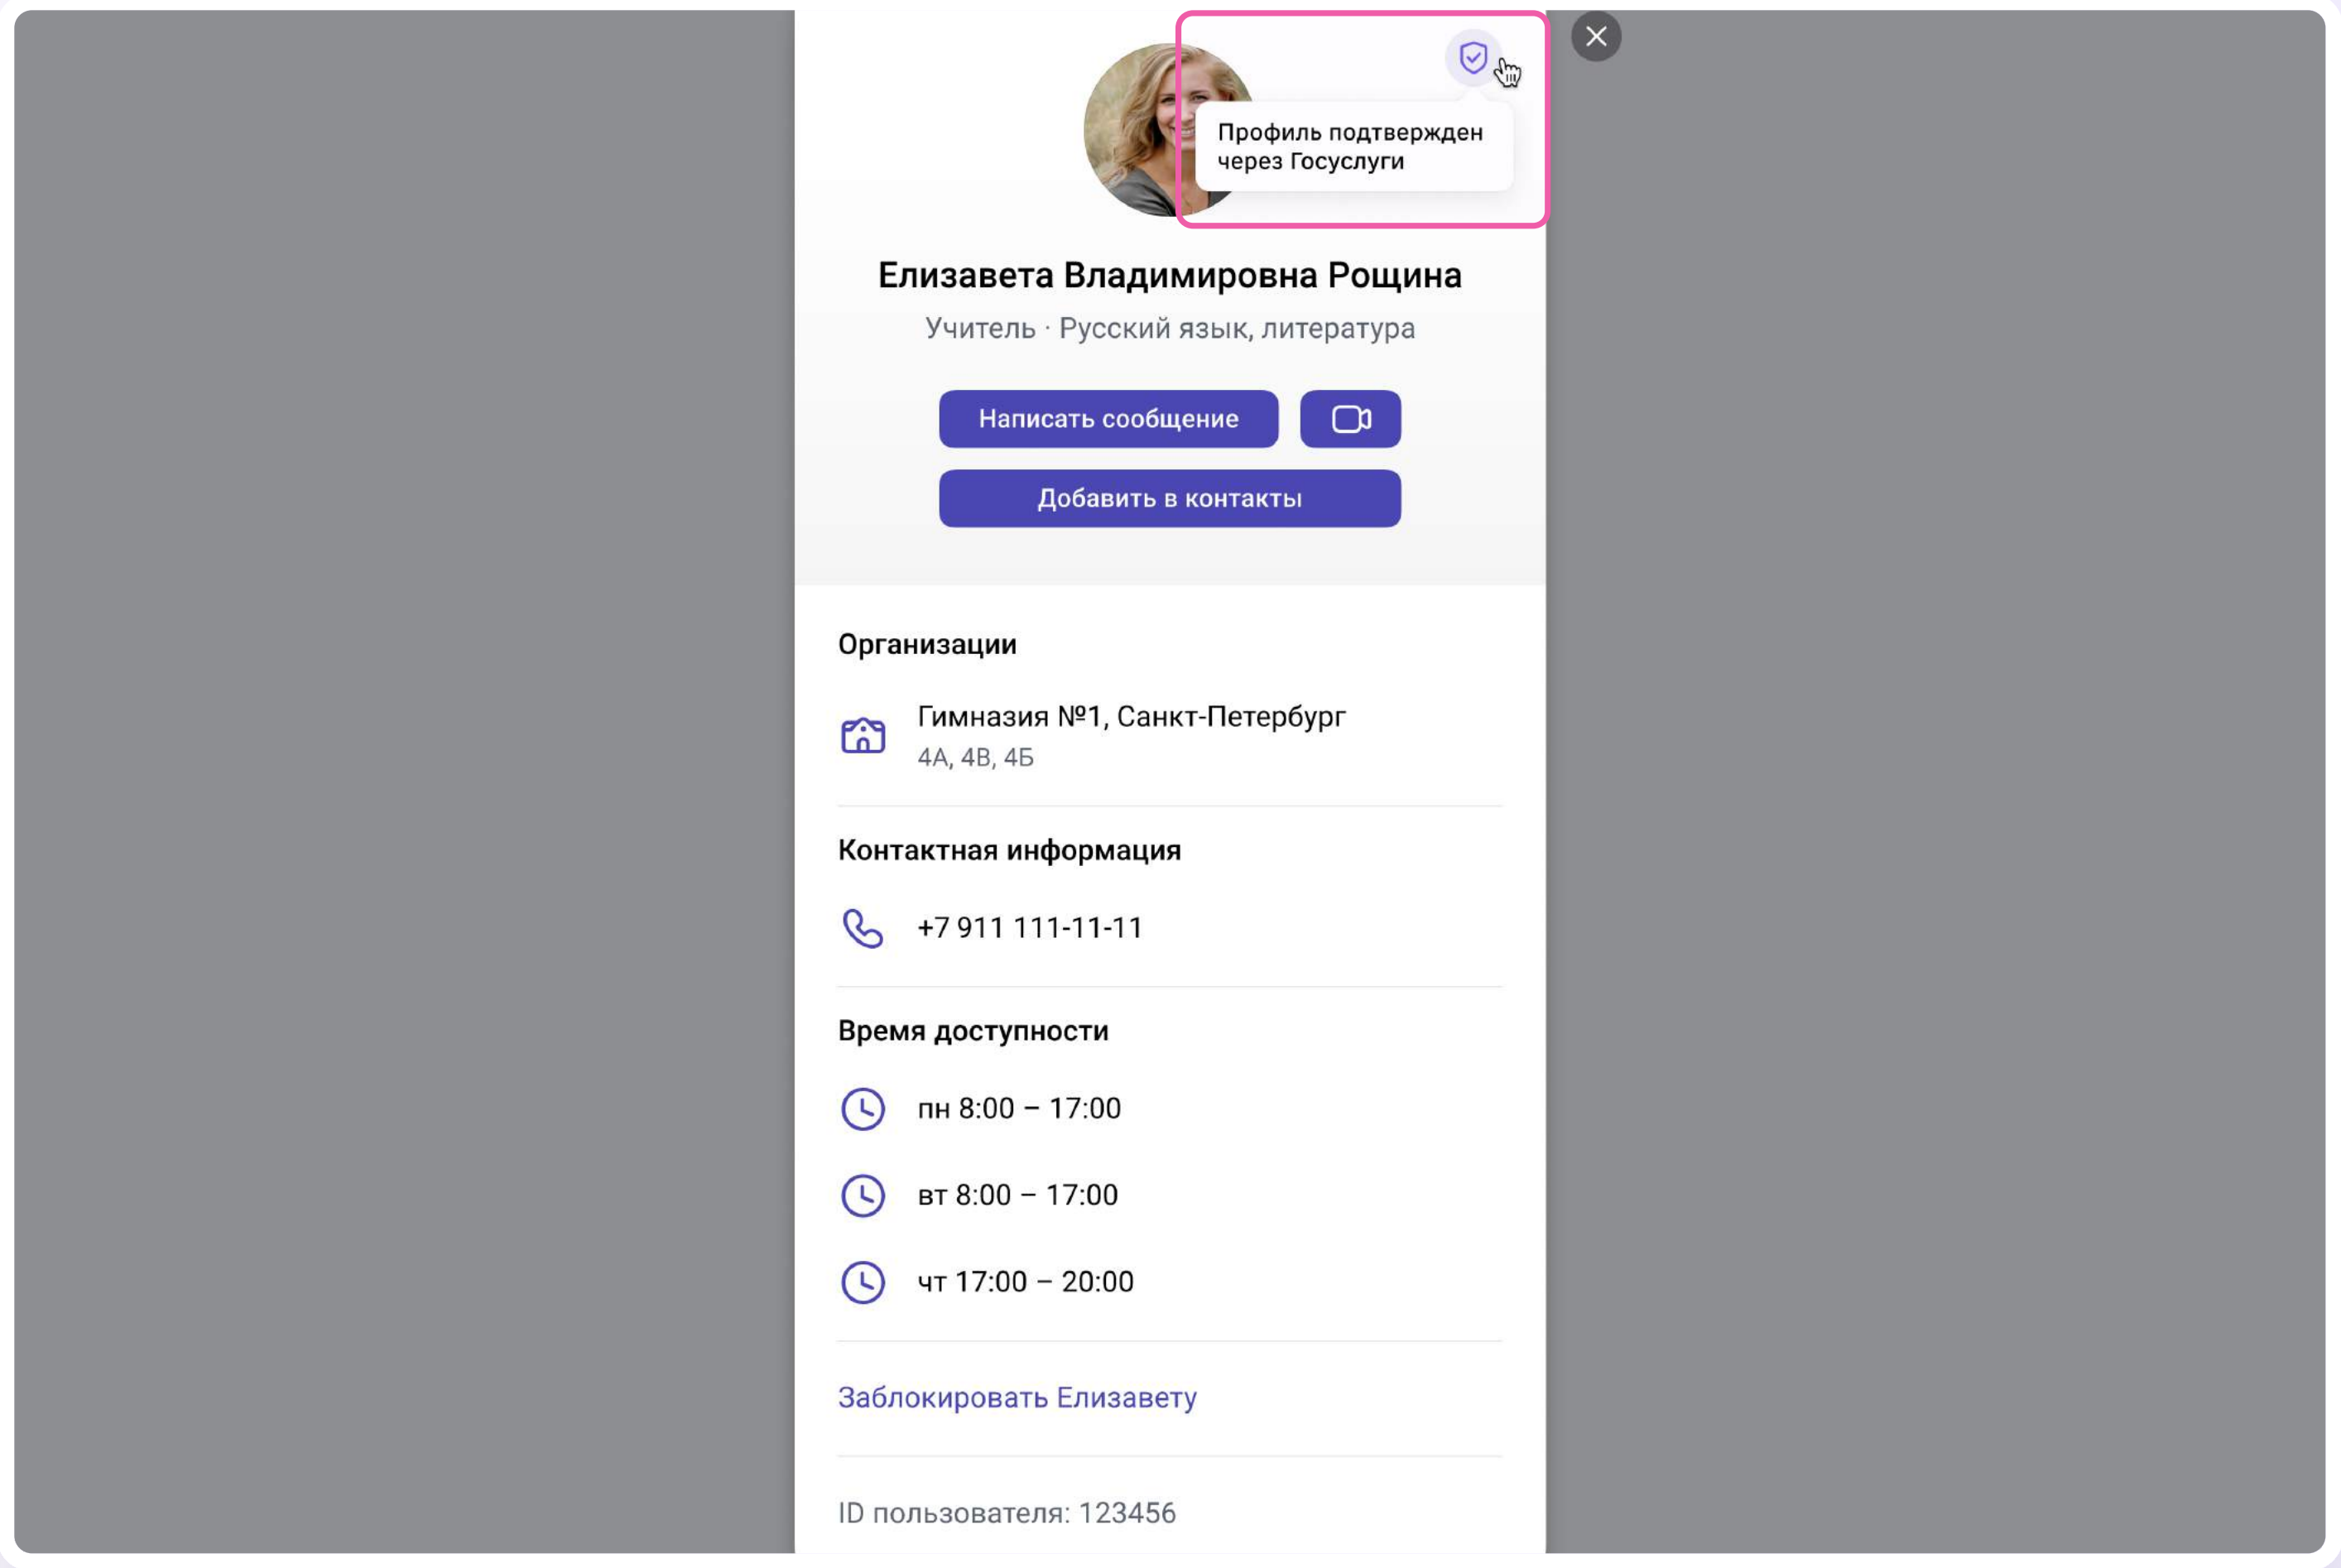 Профиль подтвержден
через Госуслуги
Елизавета Владимировна Рощина
Учитель · Русский язык, литература
Написать сообщение
Добавить в контакты
Организации
Гимназия №1, Санкт-Петербург
4А, 4В, 4Б
Контактная информация
+7 911 111-11-11
Время доступности
пн 8:00 – 17:00
вт 8:00 – 17:00
чт 17:00 – 20:00
Заблокировать Елизавету
ID пользователя: 123456